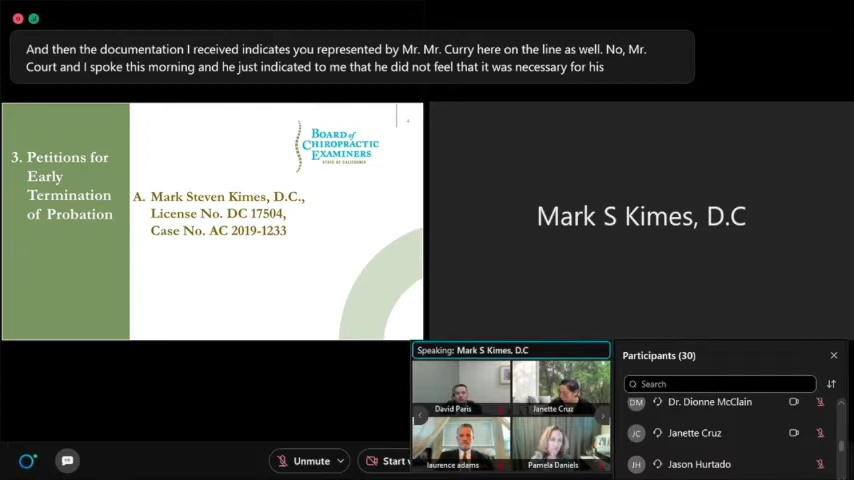 And then the documentation I received indicates you represented by Mr. Mr. Curry here on the line as well. No, Mr.
Court and I spoke this morning and he just indicated to me that he did not feel that it was necessary for his
4
BOARD of
CHIROPRACTIC
EXAMINERS
STATE OF CALIFORNIA
3. Petitions for
Early
Termination
of Probation
A. Mark Steven Kimes, D.C.,
License No. DC 17504,
Case No. AC 2019-1233
Mark S Kimes, D.C
Speaking: Mark S Kimes, D.C
David Paris
Janette Cruz
laurence adams
Pamela Daniels
Participants (30)
Search
DM Dr. Dionne McClain
JC Janette Cruz
JH Jason Hurtado
Unmute
Start v